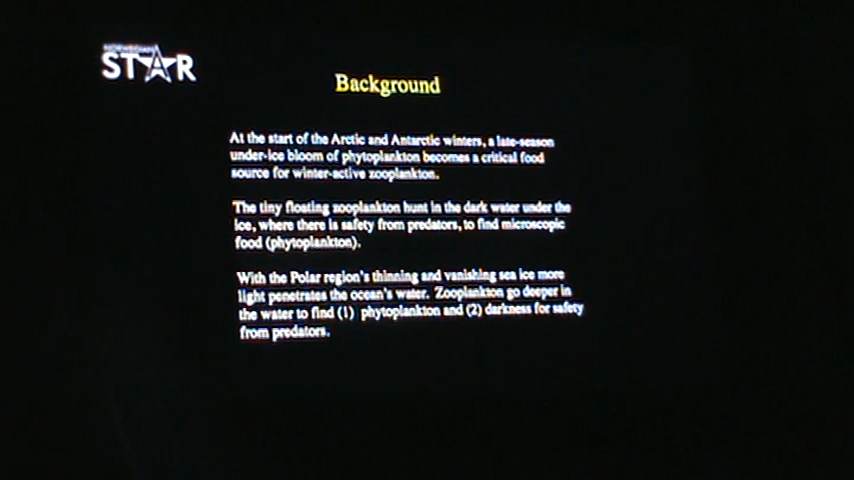 NORWEGIAN
STAR
Background
At the start of the Arctic and Antarctic winters, a late-season
under-ice bloom of phytoplankton becomes a critical food
source for winter-active zooplankton.
The tiny floating zooplankton hunt in the dark water under the
ice, where there is safety from predators, to find microscopic
food (phytoplankton).
With the Polar region's thinning and vanishing sea ice more
light penetrates the ocean's water. Zooplankton go deeper in
the water to find (1) phytoplankton and (2) darkness for safety
from predators.